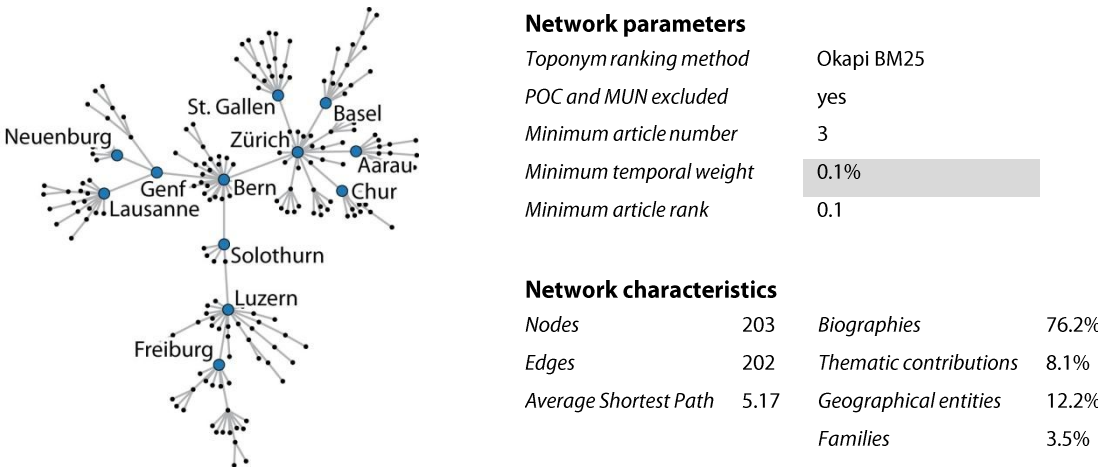 St. Gallen
Basel
Neuenburg
Zürich
Aarau
Genf
Bern
Chur
Lausanne
Solothurn
Luzern
Freiburg
Network parameters
Toponym ranking method Okapi BM25
POC and MUN excluded yes
Minimum article number 3
Minimum temporal weight 0.1%
Minimum article rank 0.1
Network characteristics
Nodes 203 Biographies 76.2%
Edges 202 Thematic contributions 8.1%
Average Shortest Path 5.17 Geographical entities 12.2%
Families 3.5%